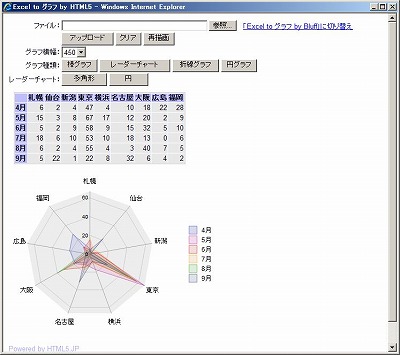 Excel to グラフ by HTML5 - Windows Internet Explorer
ファイル: 参照... 「Excel to グラフ by Bluff」に切り替え
アップロード クリア 再描画
グラフ横幅: 450
グラフ種類: 棒グラフ レーダーチャート 折線グラフ 円グラフ
レーダーチャート: 多角形 円
札幌 仙台 新潟 東京 横浜 名古屋 大阪 広島 福岡
4月 6 2 4 47 4 10 18 22 28
5月 15 3 8 67 17 12 20 2 9
6月 5 2 9 58 9 15 32 5 10
7月 18 6 10 53 10 18 13 0 6
8月 6 2 4 55 4 3 40 7 5
9月 5 22 1 22 8 32 6 4 2
札幌
福岡 仙台
60
40
広島 20 新潟
0
4月
5月
6月
7月
8月
9月
大阪 東京
名古屋 横浜
Powered by HTML5.JP